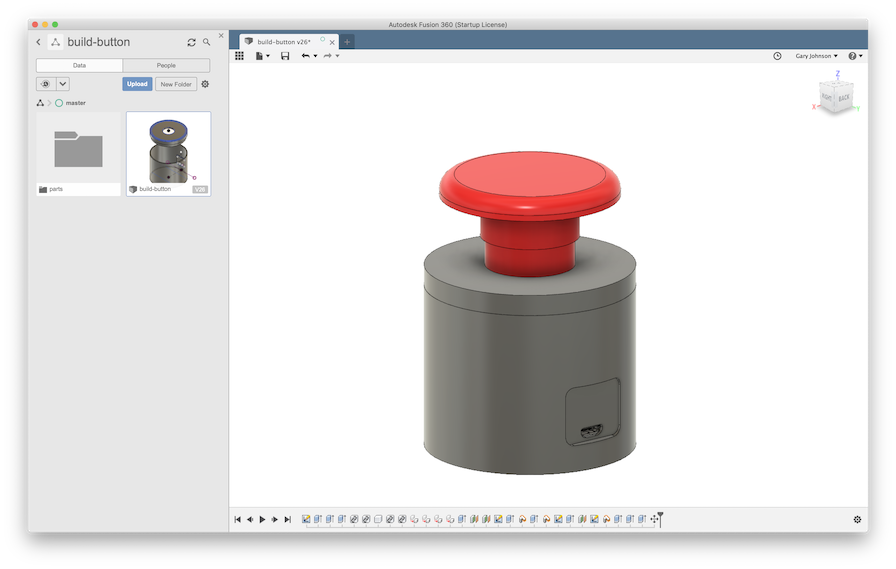 Autodesk Fusion 360 (Startup License)
build-button
build-button v26*
Data
People
Upload
New Folder
master
parts
build-button
V26
Gary Johnson
Z
RIGHT
BACK
X